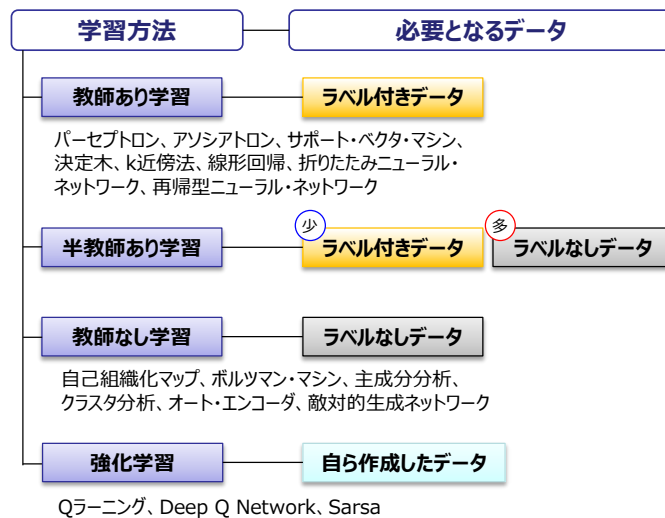 学習方法
必要となるデータ
教師あり学習
ラベル付きデータ
パーセプトロン、アソシアトロン、サポート・ベクタ・マシン、
決定木、k近傍法、線形回帰、折りたたみニューラル・
ネットワーク、再帰型ニューラル・ネットワーク
少
多
半教師あり学習
ラベル付きデータ
ラベルなしデータ
教師なし学習
ラベルなしデータ
自己組織化マップ、ボルツマン・マシン、主成分分析、
クラスタ分析、オート・エンコーダ、敵対的生成ネットワーク
強化学習
自ら作成したデータ
Qラーニング、Deep Q Network、Sarsa